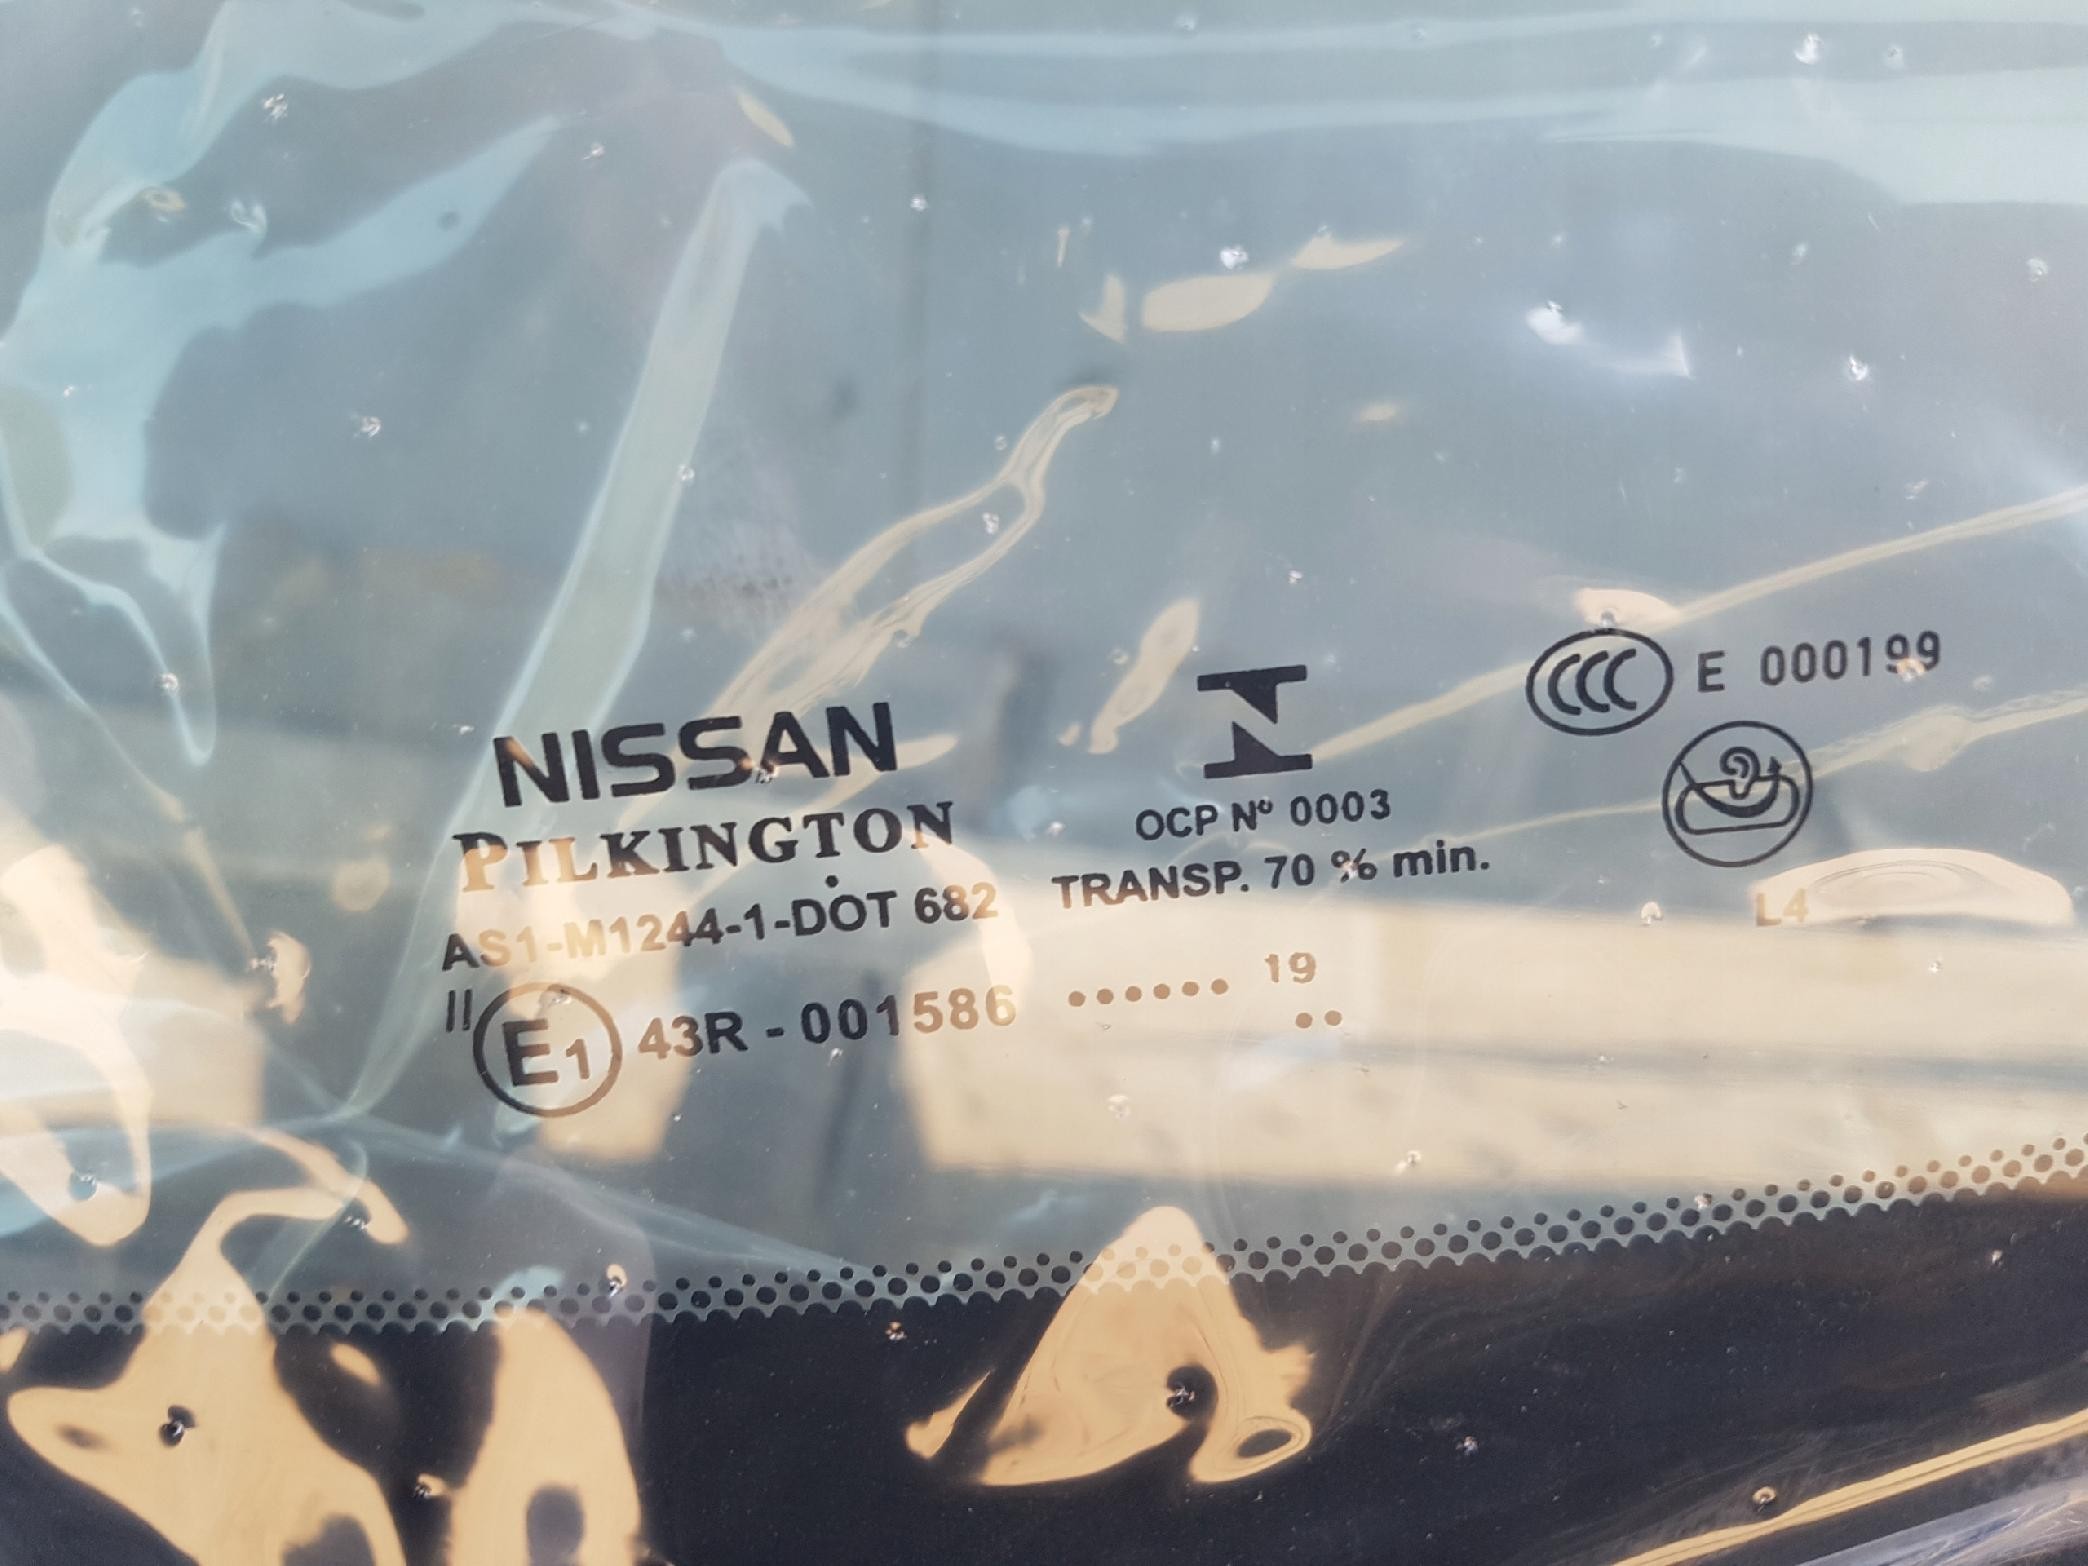 NISSAN
PILKINGTON
AS1-M1244-1-DOT 682
II E1 43R - 001586
OCP Nº 0003
TRANSP. 70 % min.
•••••• 19
••
CCC E 000199
L4